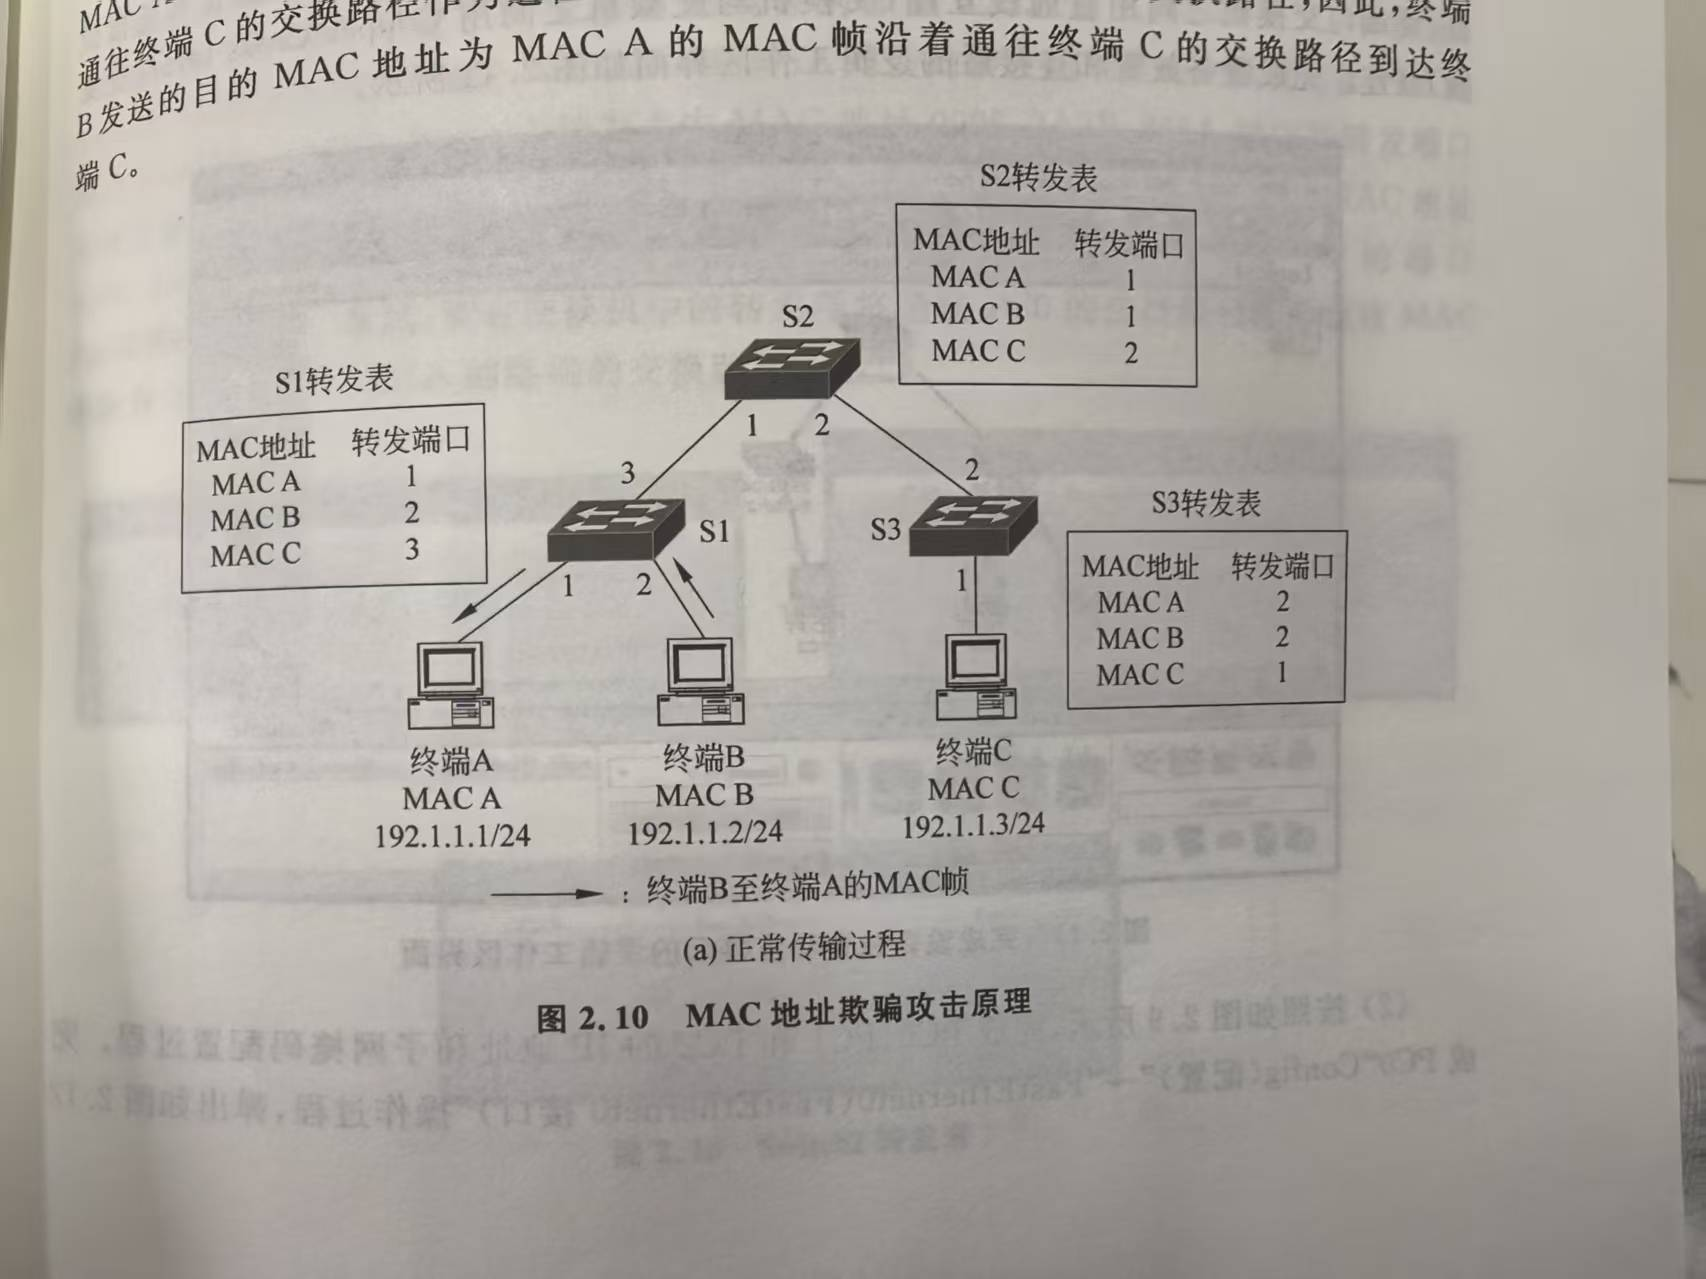 通往终端 C 的交换路径作为通往
通往终端 C 的交换路径到达终
B 发送的目的 MAC 地址为 MAC A 的 MAC 帧沿着
端 C。
S2转发表
MAC地址 转发端口
MAC A 1
MAC B 1
MAC C 2
S2
1 2
S1转发表
MAC地址 转发端口
MAC A 1
MAC B 2
MAC C 3
3
S1
1 2
2
S3
1
S3转发表
MAC地址 转发端口
MAC A 2
MAC B 2
MAC C 1
终端A
MAC A
192.1.1.1/24
终端B
MAC B
192.1.1.2/24
终端C
MAC C
192.1.1.3/24
：终端B至终端A的MAC帧
(a) 正常传输过程
图 2.10 MAC 地址欺骗攻击原理